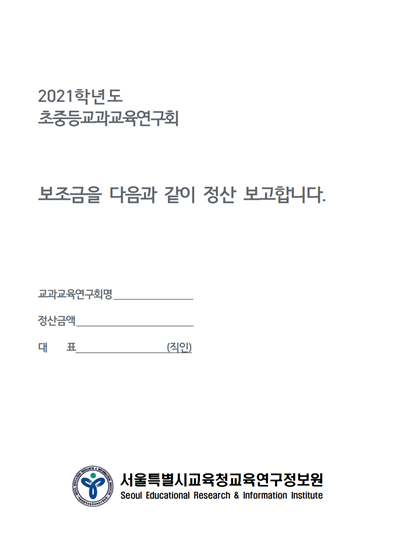 2021학년도
초중등교과교육연구회
보조금을 다음과 같이 정산 보고합니다.
교과교육연구회명
정산금액
대 표 (직인)
서울특별시교육청교육연구정보원
Seoul Educational Research & Information Institute